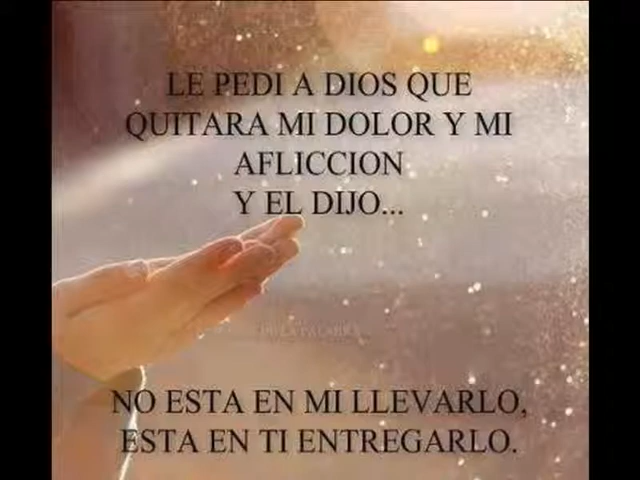 LE PEDI A DIOS QUE
QUITARA MI DOLOR Y MI
AFLICCION
Y EL DIJO...
NO ESTA EN MI LLEVARLO,
ESTA EN TI ENTREGARLO.